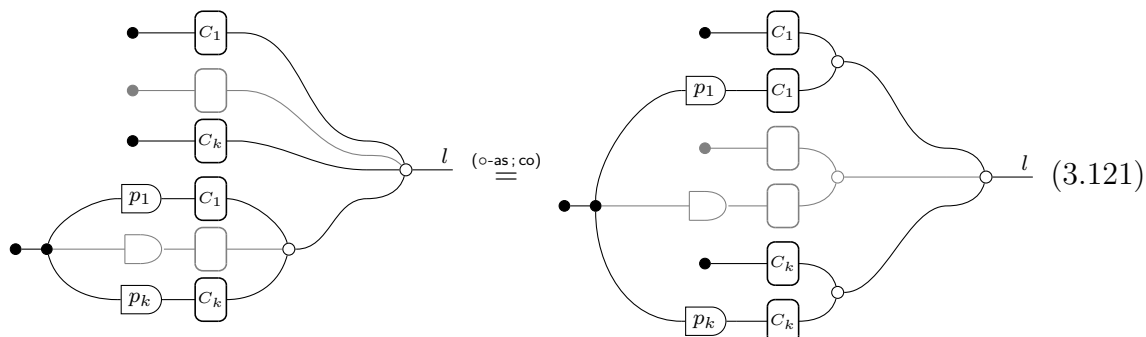 C₁
Cₖ
p₁ C₁
pₖ Cₖ
l
(∘-as ; co)
=
C₁
p₁ C₁
Cₖ
pₖ Cₖ
l
(3.121)